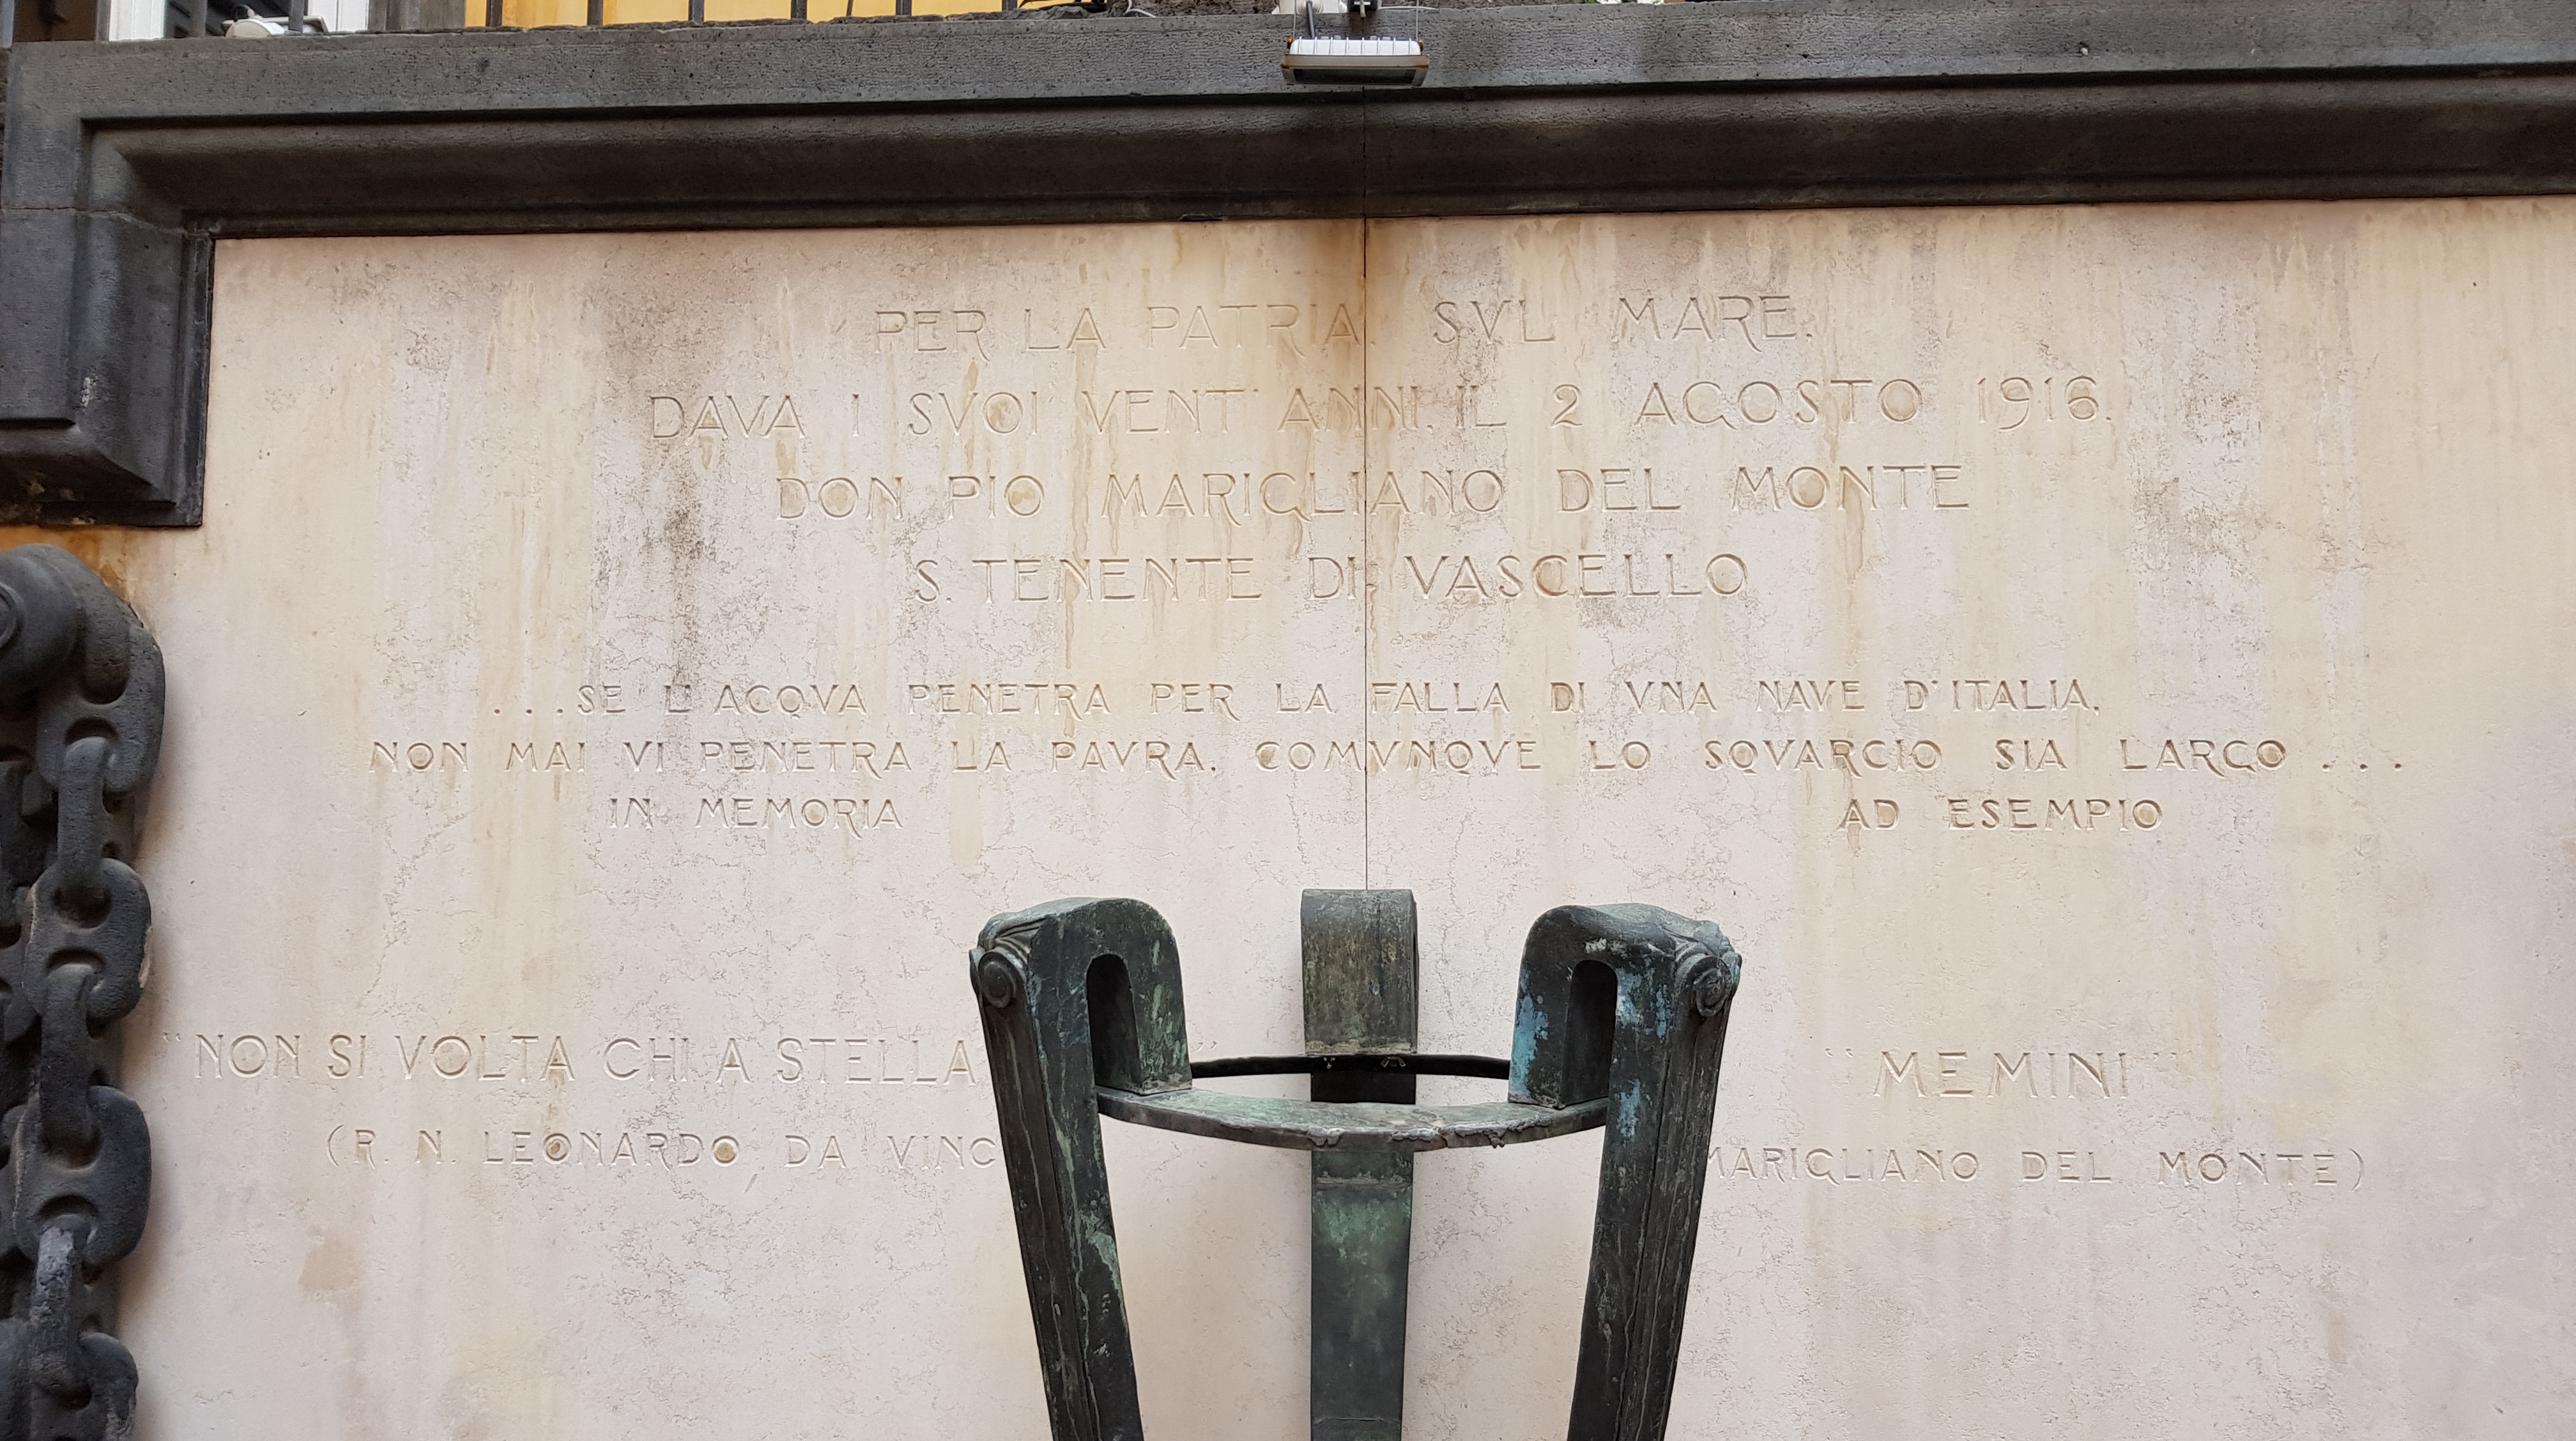 PER LA PATRIA. SVL MARE.
DAVA I SVOI VENT' ANNI. IL 2 AGOSTO 1916.
DON PIO MARIGLIANO DEL MONTE
S. TENENTE DI VASCELLO
...SE L'ACQVA PENETRA PER LA FALLA DI VNA NAVE D'ITALIA,
NON MAI VI PENETRA LA PAVRA. COMVNQVE LO SQVARCIO SIA LARGO...
IN MEMORIA AD ESEMPIO
"NON SI VOLTA CHI A STELLA "MEMINI"
(R. N. LEONARDO DA MARIGLIANO DEL MONTE)